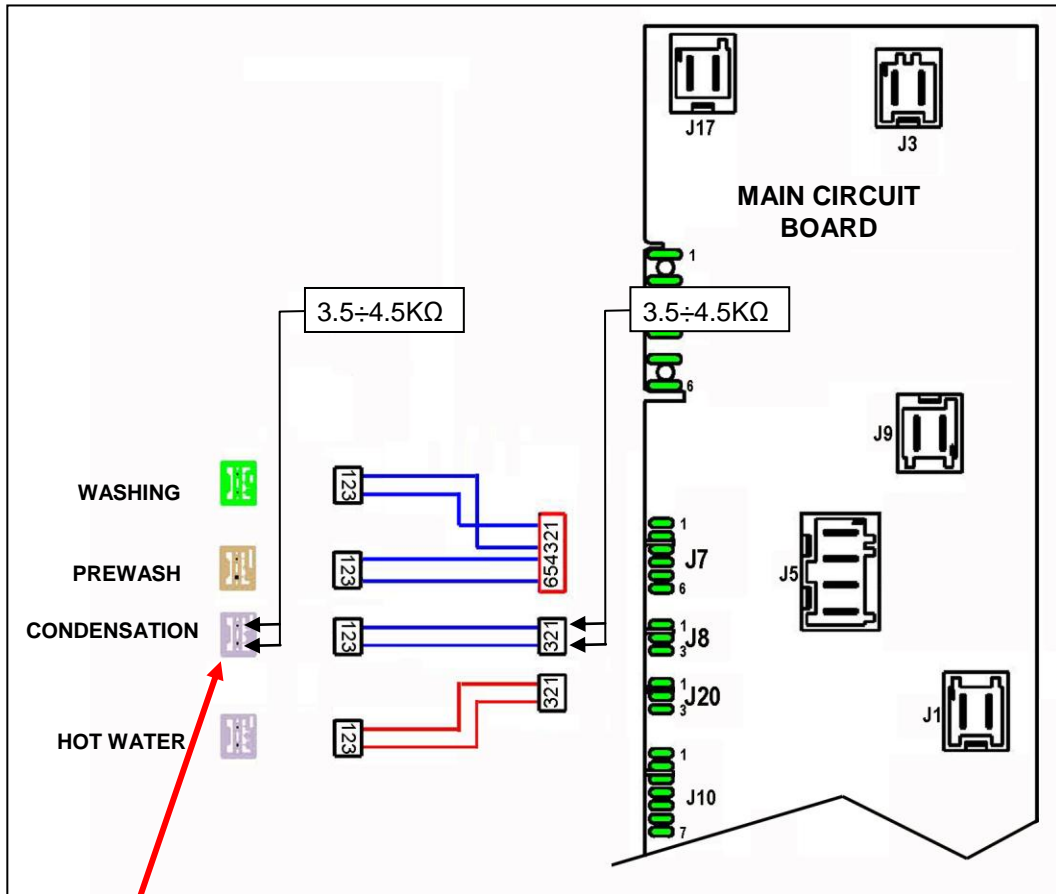 J17
J3
MAIN CIRCUIT
BOARD
1
3.5÷4.5KΩ
3.5÷4.5KΩ
6
J9
WASHING
123
654321
1
J7
J5
PREWASH
123
6
CONDENSATION
123
321
1
J8
3
321
1
J20
3
J1
HOT WATER
123
1
J10
7